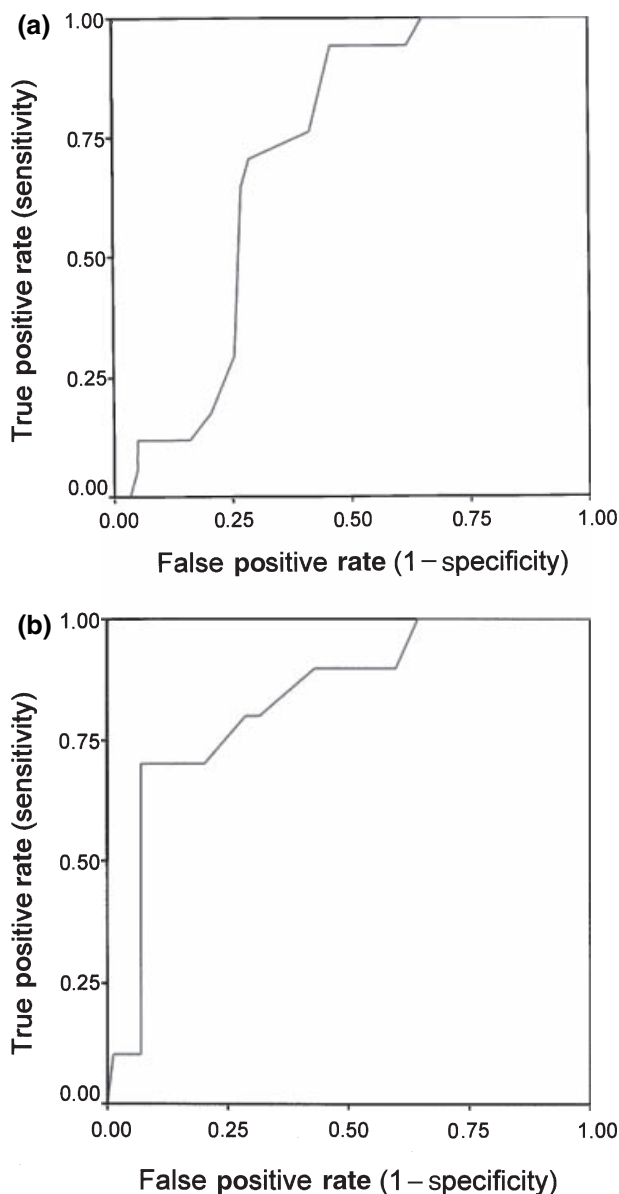 (a)
1.00
0.75
0.50
0.25
0.00
True positive rate (sensitivity)
0.00 0.25 0.50 0.75 1.00
False positive rate (1 – specificity)
(b)
1.00
0.75
0.50
0.25
0.00
True positive rate (sensitivity)
0.00 0.25 0.50 0.75 1.00
False positive rate (1 – specificity)